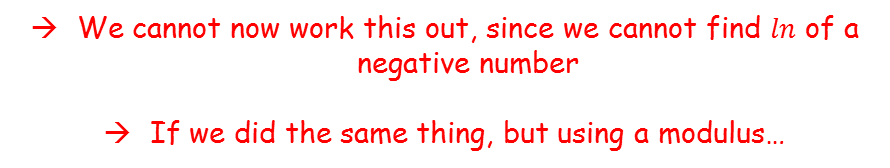 → We cannot now work this out, since we cannot find ln of a
negative number
→ If we did the same thing, but using a modulus…